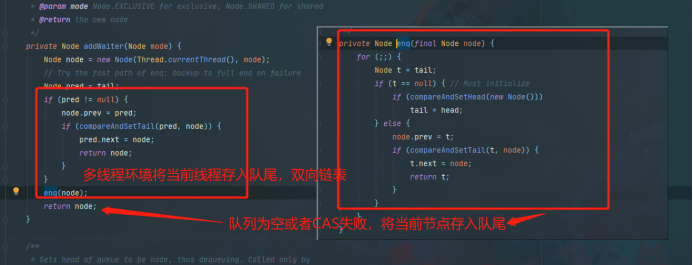 * @param mode Node.EXCLUSIVE for exclusive, Node.SHARED for shared
* @return the new node
*/
private Node addWaiter(Node mode) {
Node node = new Node(Thread.currentThread(), mode);
// Try the fast path of enq; backup to full enq on failure
Node pred = tail;
if (pred != null) {
node.prev = pred;
if (compareAndSetTail(pred, node)) {
pred.next = node;
return node;
}
}
enq(node);
return node;
}
/**
* Sets head of queue to be node, thus dequeuing. Called only by
多线程环境将当前线程存入队尾，双向链表
队列为空或者CAS失败，将当前节点存入队尾
*/
private Node enq(final Node node) {
for (;;) {
Node t = tail;
if (t == null) { // Must initialize
if (compareAndSetHead(new Node()))
tail = head;
} else {
node.prev = t;
if (compareAndSetTail(t, node)) {
t.next = node;
return t;
}
}
}
}